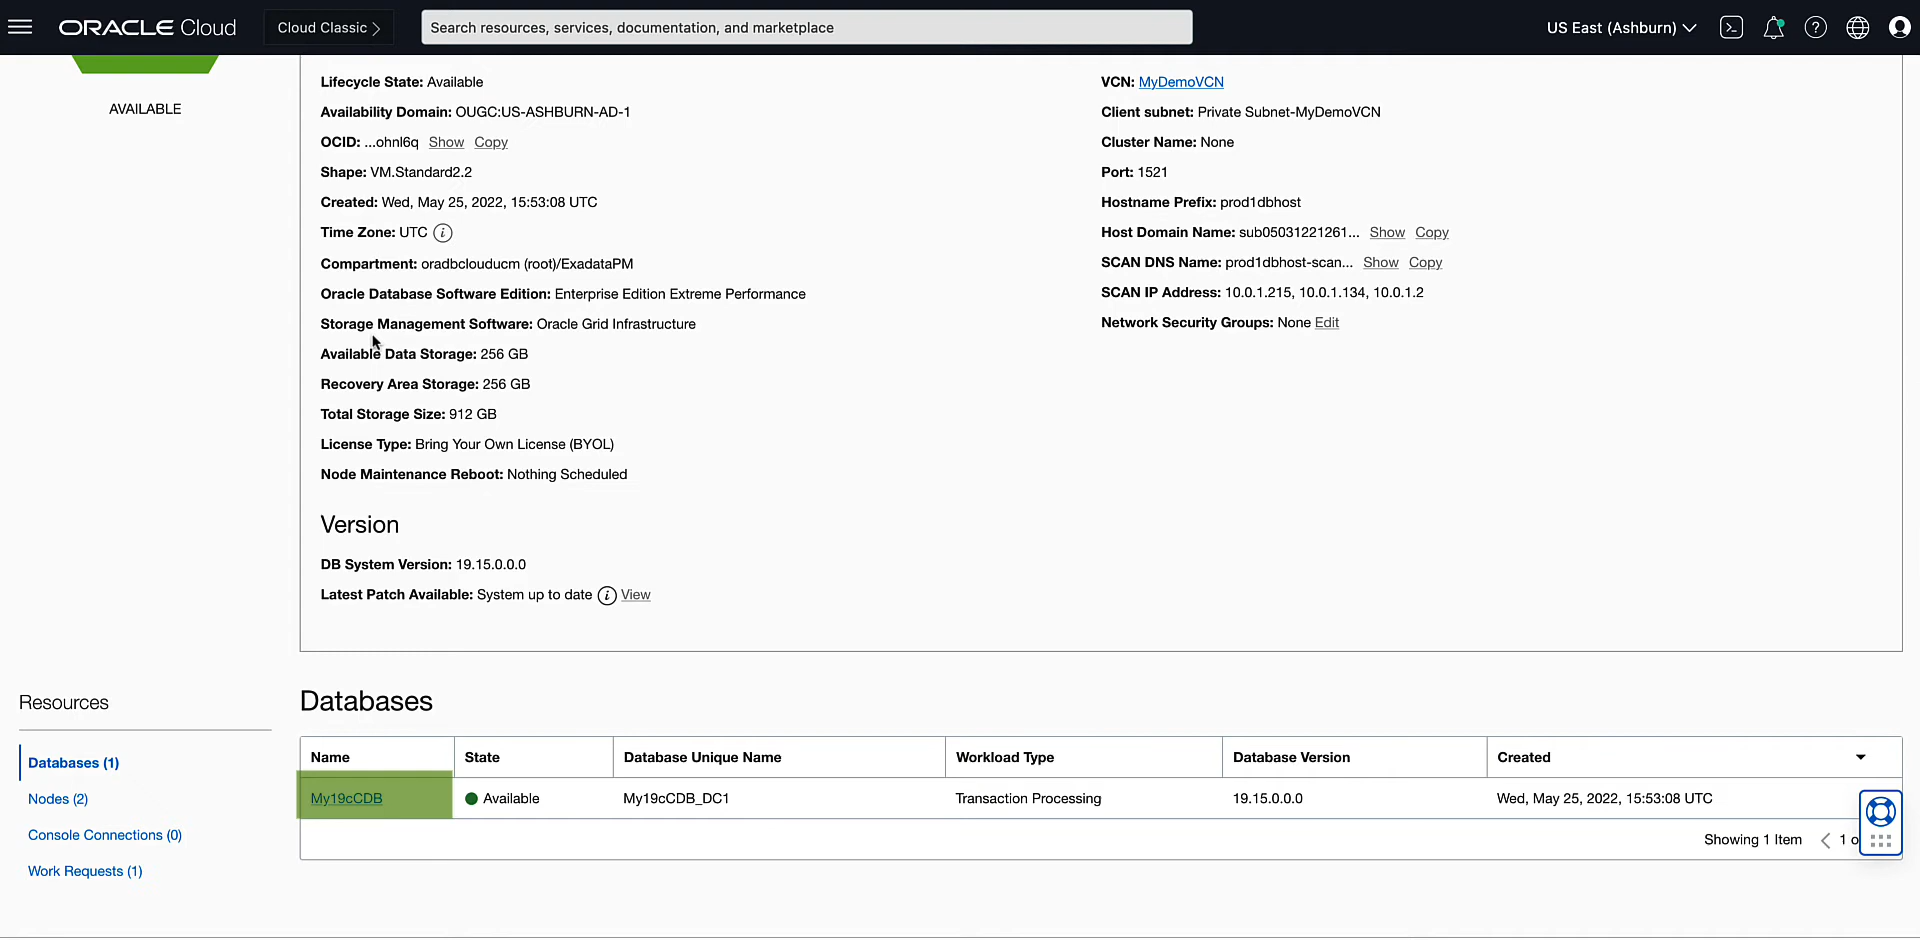 ORACLE Cloud
Cloud Classic
Search resources, services, documentation, and marketplace
US East (Ashburn)
AVAILABLE
Lifecycle State: Available
Availability Domain: OUGC:US-ASHBURN-AD-1
OCID: ...ohnl6q Show Copy
Shape: VM.Standard2.2
Created: Wed, May 25, 2022, 15:53:08 UTC
Time Zone: UTC
Compartment: oradbclouducm (root)/ExadataPM
Oracle Database Software Edition: Enterprise Edition Extreme Performance
Storage Management Software: Oracle Grid Infrastructure
Available Data Storage: 256 GB
Recovery Area Storage: 256 GB
Total Storage Size: 912 GB
License Type: Bring Your Own License (BYOL)
Node Maintenance Reboot: Nothing Scheduled
Version
DB System Version: 19.15.0.0.0
Latest Patch Available: System up to date View
VCN: MyDemoVCN
Client subnet: Private Subnet-MyDemoVCN
Cluster Name: None
Port: 1521
Hostname Prefix: prod1dbhost
Host Domain Name: sub05031221261... Show Copy
SCAN DNS Name: prod1dbhost-scan... Show Copy
SCAN IP Address: 10.0.1.215, 10.0.1.134, 10.0.1.2
Network Security Groups: None Edit
Resources
Databases (1)
Nodes (2)
Console Connections (0)
Work Requests (1)
Databases
Name State Database Unique Name Workload Type Database Version Created
My19cCDB Available My19cCDB_DC1 Transaction Processing 19.15.0.0.0 Wed, May 25, 2022, 15:53:08 UTC
Showing 1 Item 1 o